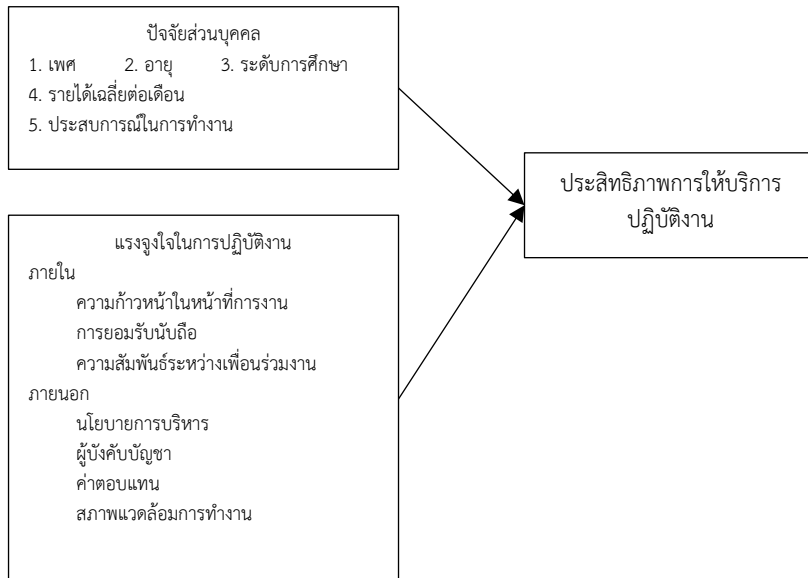 ปัจจัยส่วนบุคคล
1. เพศ 2. อายุ 3. ระดับการศึกษา
4. รายได้เฉลี่ยต่อเดือน
5. ประสบการณ์ในการทำงาน
ประสิทธิภาพการให้บริการ
ปฏิบัติงาน
แรงจูงใจในการปฏิบัติงาน
ภายใน
ความก้าวหน้าในหน้าที่การงาน
การยอมรับนับถือ
ความสัมพันธ์ระหว่างเพื่อนร่วมงาน
ภายนอก
นโยบายการบริหาร
ผู้บังคับบัญชา
ค่าตอบแทน
สภาพแวดล้อมการทำงาน